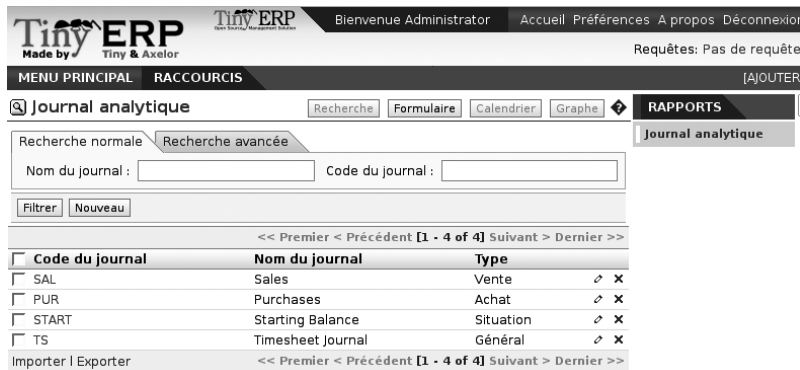 Tiny ERP
Made by Tiny & Axelor
Tiny ERP
Bienvenue Administrator Accueil Préférences A propos Déconnexion
Requêtes: Pas de requête
MENU PRINCIPAL RACCOURCIS [AJOUTER
Journal analytique Recherche Formulaire Calendrier Graphe RAPPORTS
Journal analytique
Recherche normale Recherche avancée
Nom du journal : Code du journal :
Filtrer Nouveau
<< Premier < Précédent [1 - 4 of 4] Suivant > Dernier >>
Code du journal Nom du journal Type
SAL Sales Vente
PUR Purchases Achat
START Starting Balance Situation
TS Timesheet Journal Général
Importer l Exporter << Premier < Précédent [1 - 4 of 4] Suivant > Dernier >>